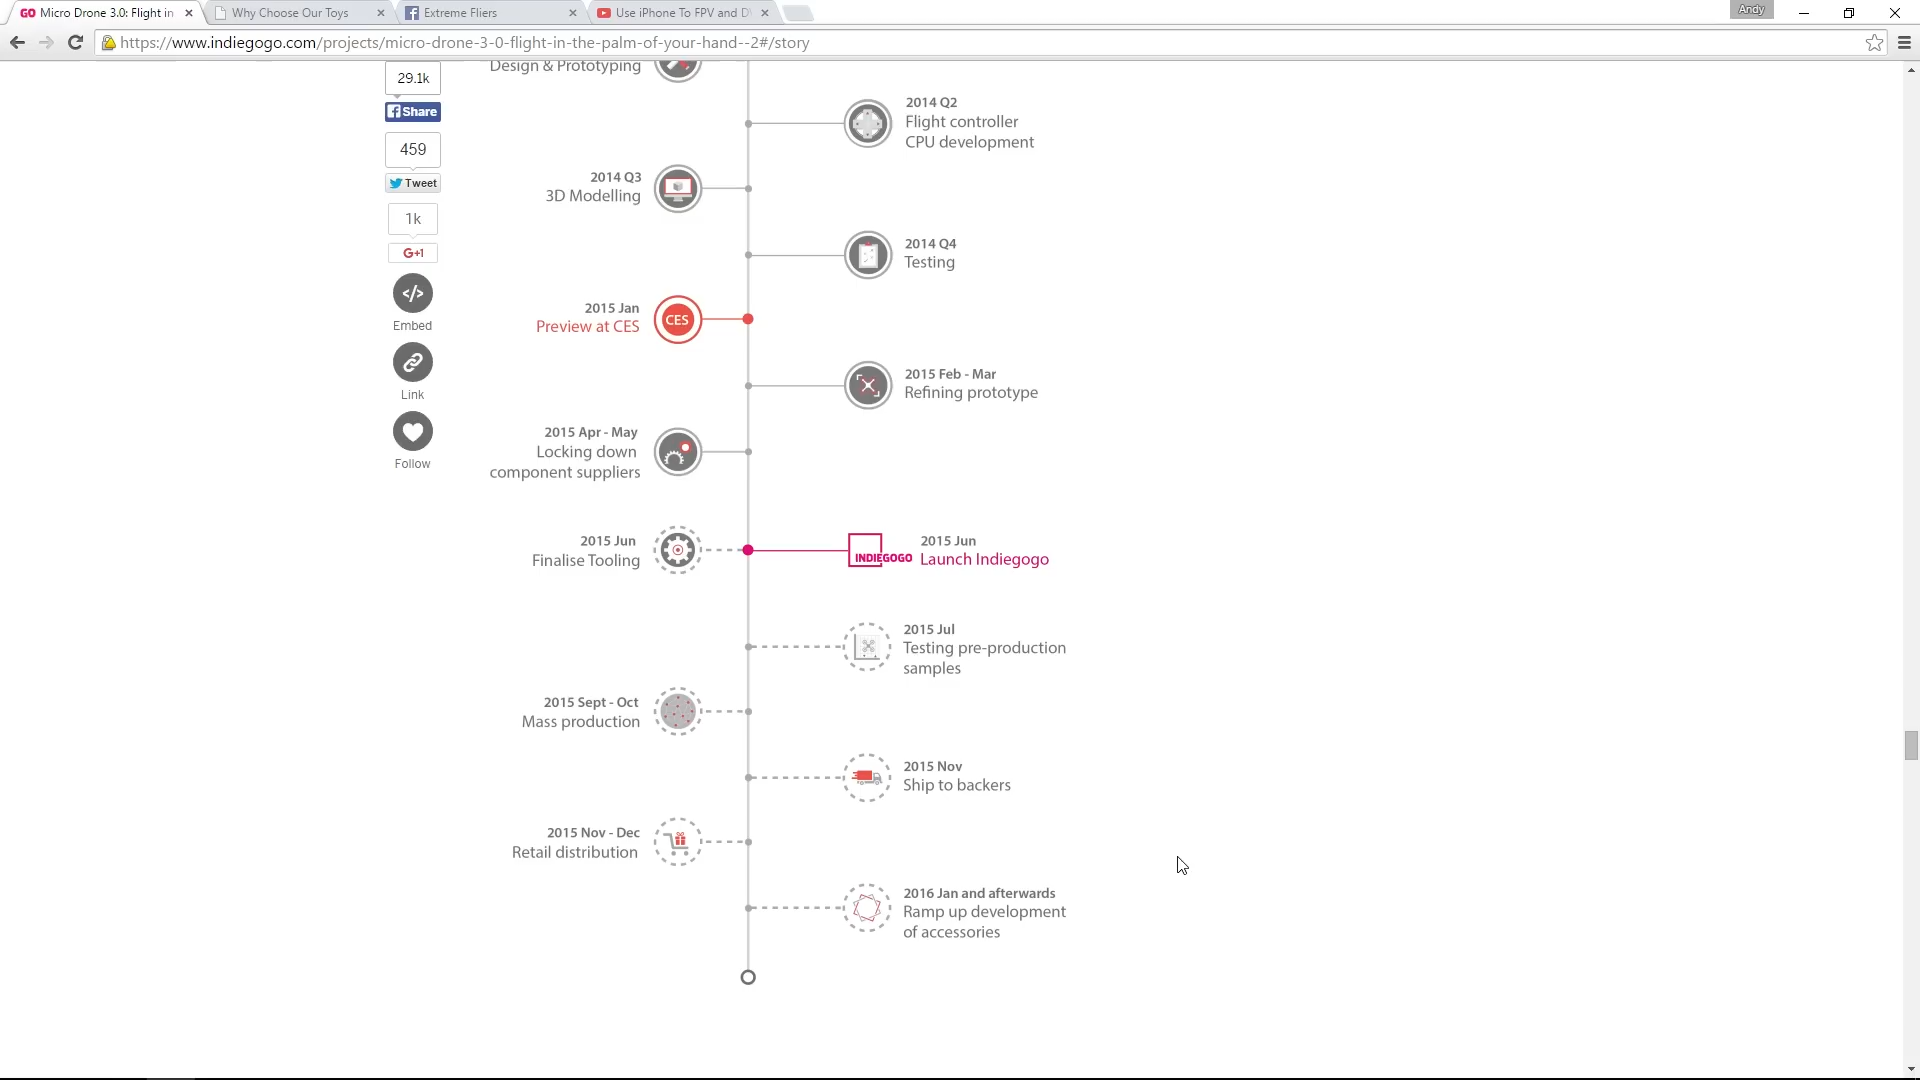 Micro Drone 3.0: Flight in
Why Choose Our Toys
Extreme Fliers
Use iPhone To FPV and D
Andy
https://www.indiegogo.com/projects/micro-drone-3-0-flight-in-the-palm-of-your-hand--2#/story
29.1k
Share
459
Tweet
1k
G+1
Embed
Link
Follow
Design & Prototyping
2014 Q2
Flight controller
CPU development
2014 Q3
3D Modelling
2014 Q4
Testing
2015 Jan
Preview at CES
CES
2015 Feb - Mar
Refining prototype
2015 Apr - May
Locking down
component suppliers
2015 Jun
Finalise Tooling
INDIEGOGO
2015 Jun
Launch Indiegogo
2015 Jul
Testing pre-production
samples
2015 Sept - Oct
Mass production
2015 Nov
Ship to backers
2015 Nov - Dec
Retail distribution
2016 Jan and afterwards
Ramp up development
of accessories